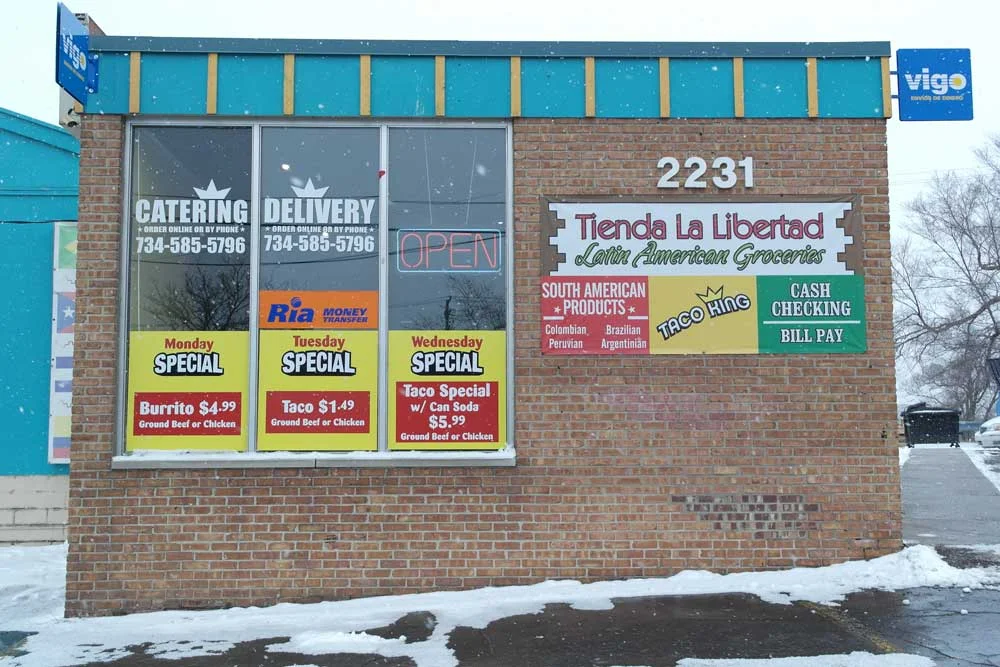 vigo
vigo
ENVIOS DE DINERO
2231
CATERING
ORDER ONLINE OR BY PHONE
734-585-5796
DELIVERY
ORDER ONLINE OR BY PHONE
734-585-5796
OPEN
Ria MONEY TRANSFER
Monday
SPECIAL
Burrito $4.99
Ground Beef or Chicken
Tuesday
SPECIAL
Taco $1.49
Ground Beef or Chicken
Wednesday
SPECIAL
Taco Special
w/ Can Soda
$5.99
Ground Beef or Chicken
Tienda La Libertad
Latin American Groceries
SOUTH AMERICAN
PRODUCTS
Colombian Brazilian
Peruvian Argentinian
TACO KING
CASH
CHECKING
BILL PAY